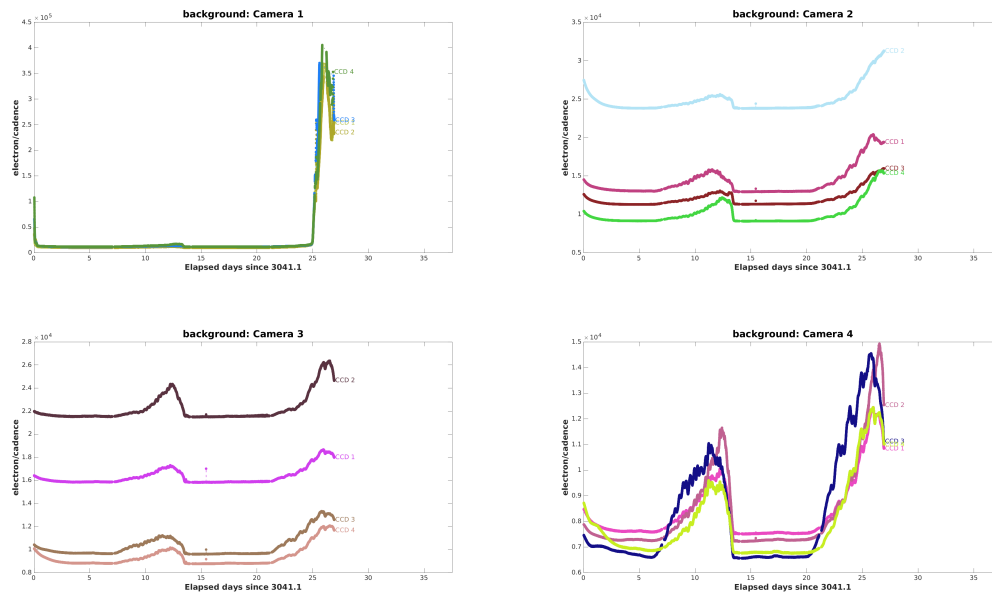 background: Camera 1
×10⁵
4.5
4
3.5
3
2.5
2
1.5
1
0.5
0
electron/cadence
CCD 4
CCD 3
CCD 2
0 5 10 15 20 25 30 35
Elapsed days since 3041.1
background: Camera 2
×10⁴
3.5
3
2.5
2
1.5
1
0.5
electron/cadence
CCD 2
CCD 1
CCD 3
CCD 4
0 5 10 15 20 25 30 35
Elapsed days since 3041.1
background: Camera 3
×10⁴
2.8
2.6
2.4
2.2
2
1.8
1.6
1.4
1.2
1
0.8
electron/cadence
CCD 2
CCD 1
CCD 3
CCD 4
0 5 10 15 20 25 30 35
Elapsed days since 3041.1
background: Camera 4
×10⁴
1.5
1.4
1.3
1.2
1.1
1
0.9
0.8
0.7
0.6
electron/cadence
CCD 2
CCD 3
CCD 1
0 5 10 15 20 25 30 35
Elapsed days since 3041.1